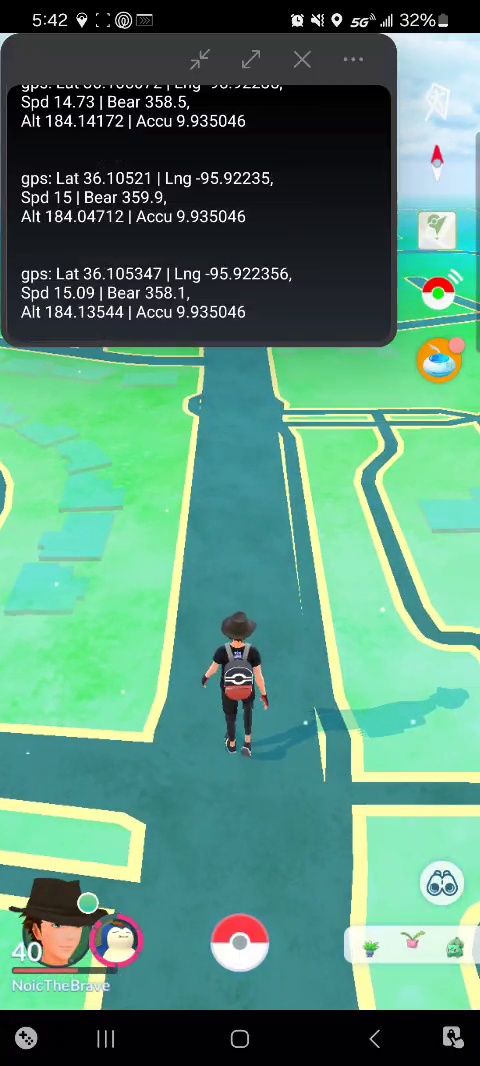 5:42
5G
32%
Spd 14.73 | Bear 358.5,
Alt 184.14172 | Accu 9.935046
gps: Lat 36.10521 | Lng -95.92235,
Spd 15 | Bear 359.9,
Alt 184.04712 | Accu 9.935046
gps: Lat 36.105347 | Lng -95.922356,
Spd 15.09 | Bear 358.1,
Alt 184.13544 | Accu 9.935046
40
NoicTheBrave